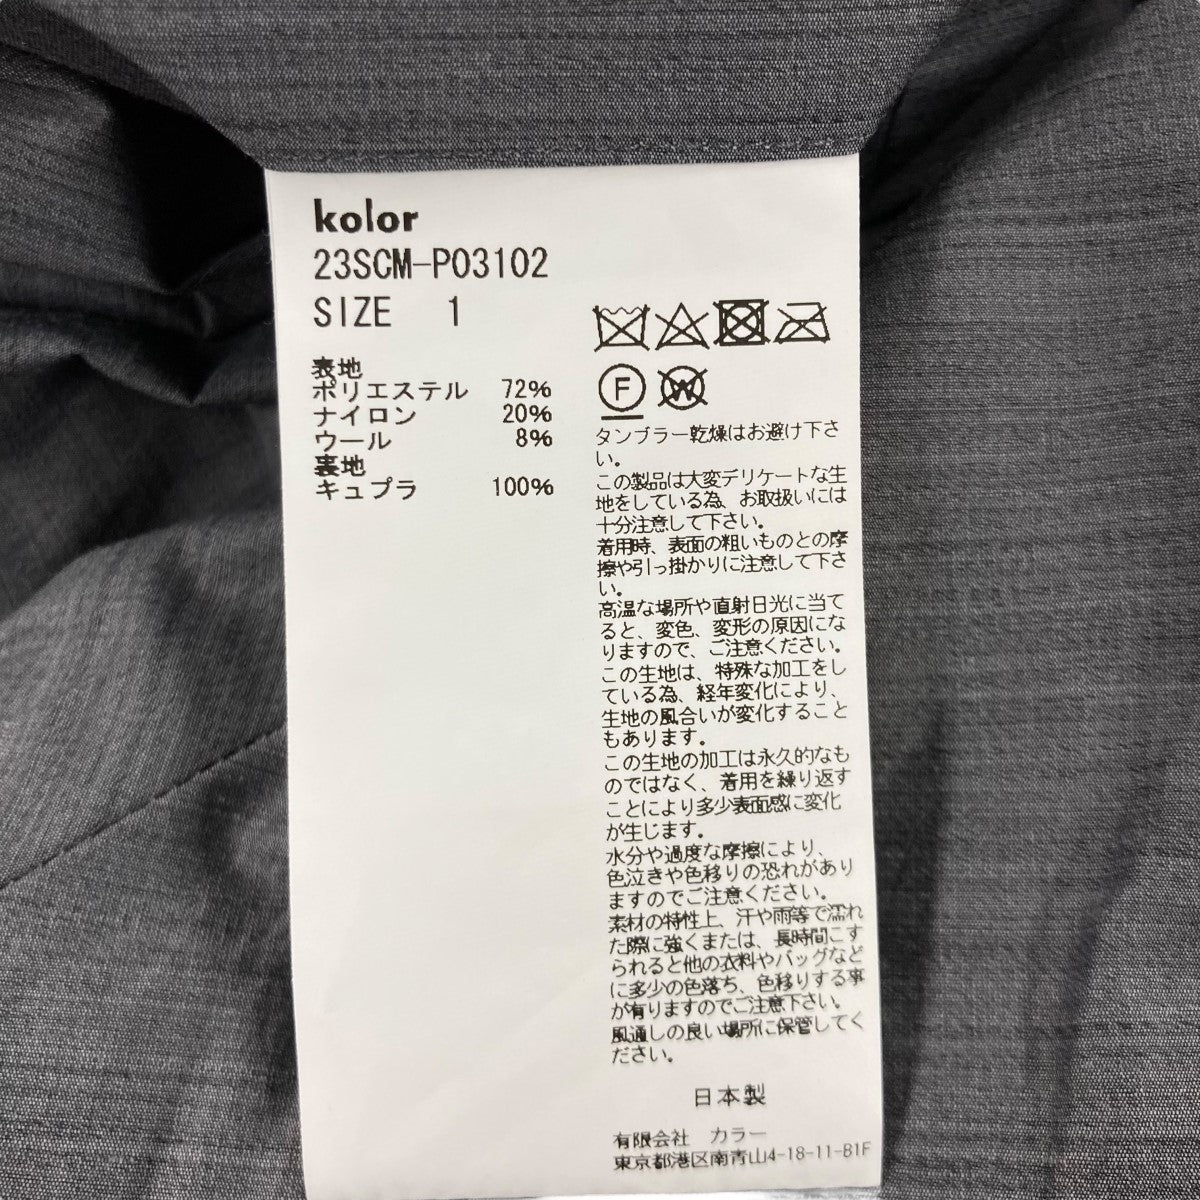 kolor
23SCM-P03102
SIZE 1
表地
ポリエステル 72%
ナイロン 20%
ウール 8%
裏地
キュプラ 100%
F
W
タンブラー乾燥はお避け下さ
い。
この製品は大変デリケートな生
地をしている為、お取扱いには
十分注意して下さい。
着用時、表面の粗いものとの摩
擦や引っ掛かりに注意して下さ
い。
高温な場所や直射日光に当て
ると、変色、変形の原因にな
りますので、ご注意ください。
この生地は、特殊な加工をし
ている為、経年変化により、
生地の風合いが変化すること
もあります。
この生地の加工は永久的なも
のではなく、着用を繰り返す
ことにより多少表面感に変化
が生じます。
水分や過度な摩擦により、
色泣きや色移りの恐れがあり
ますのでご注意ください。
素材の特性上、汗や雨等で濡れ
た際に強くまたは、長時間こす
られると他の衣料やバッグなど
に多少の色落ち、色移りする事
が有りますのでご注意下さい。
風通しの良い場所に保管してく
ださい。
日本製
有限会社 カラー
東京都港区南青山4-18-11-B1F